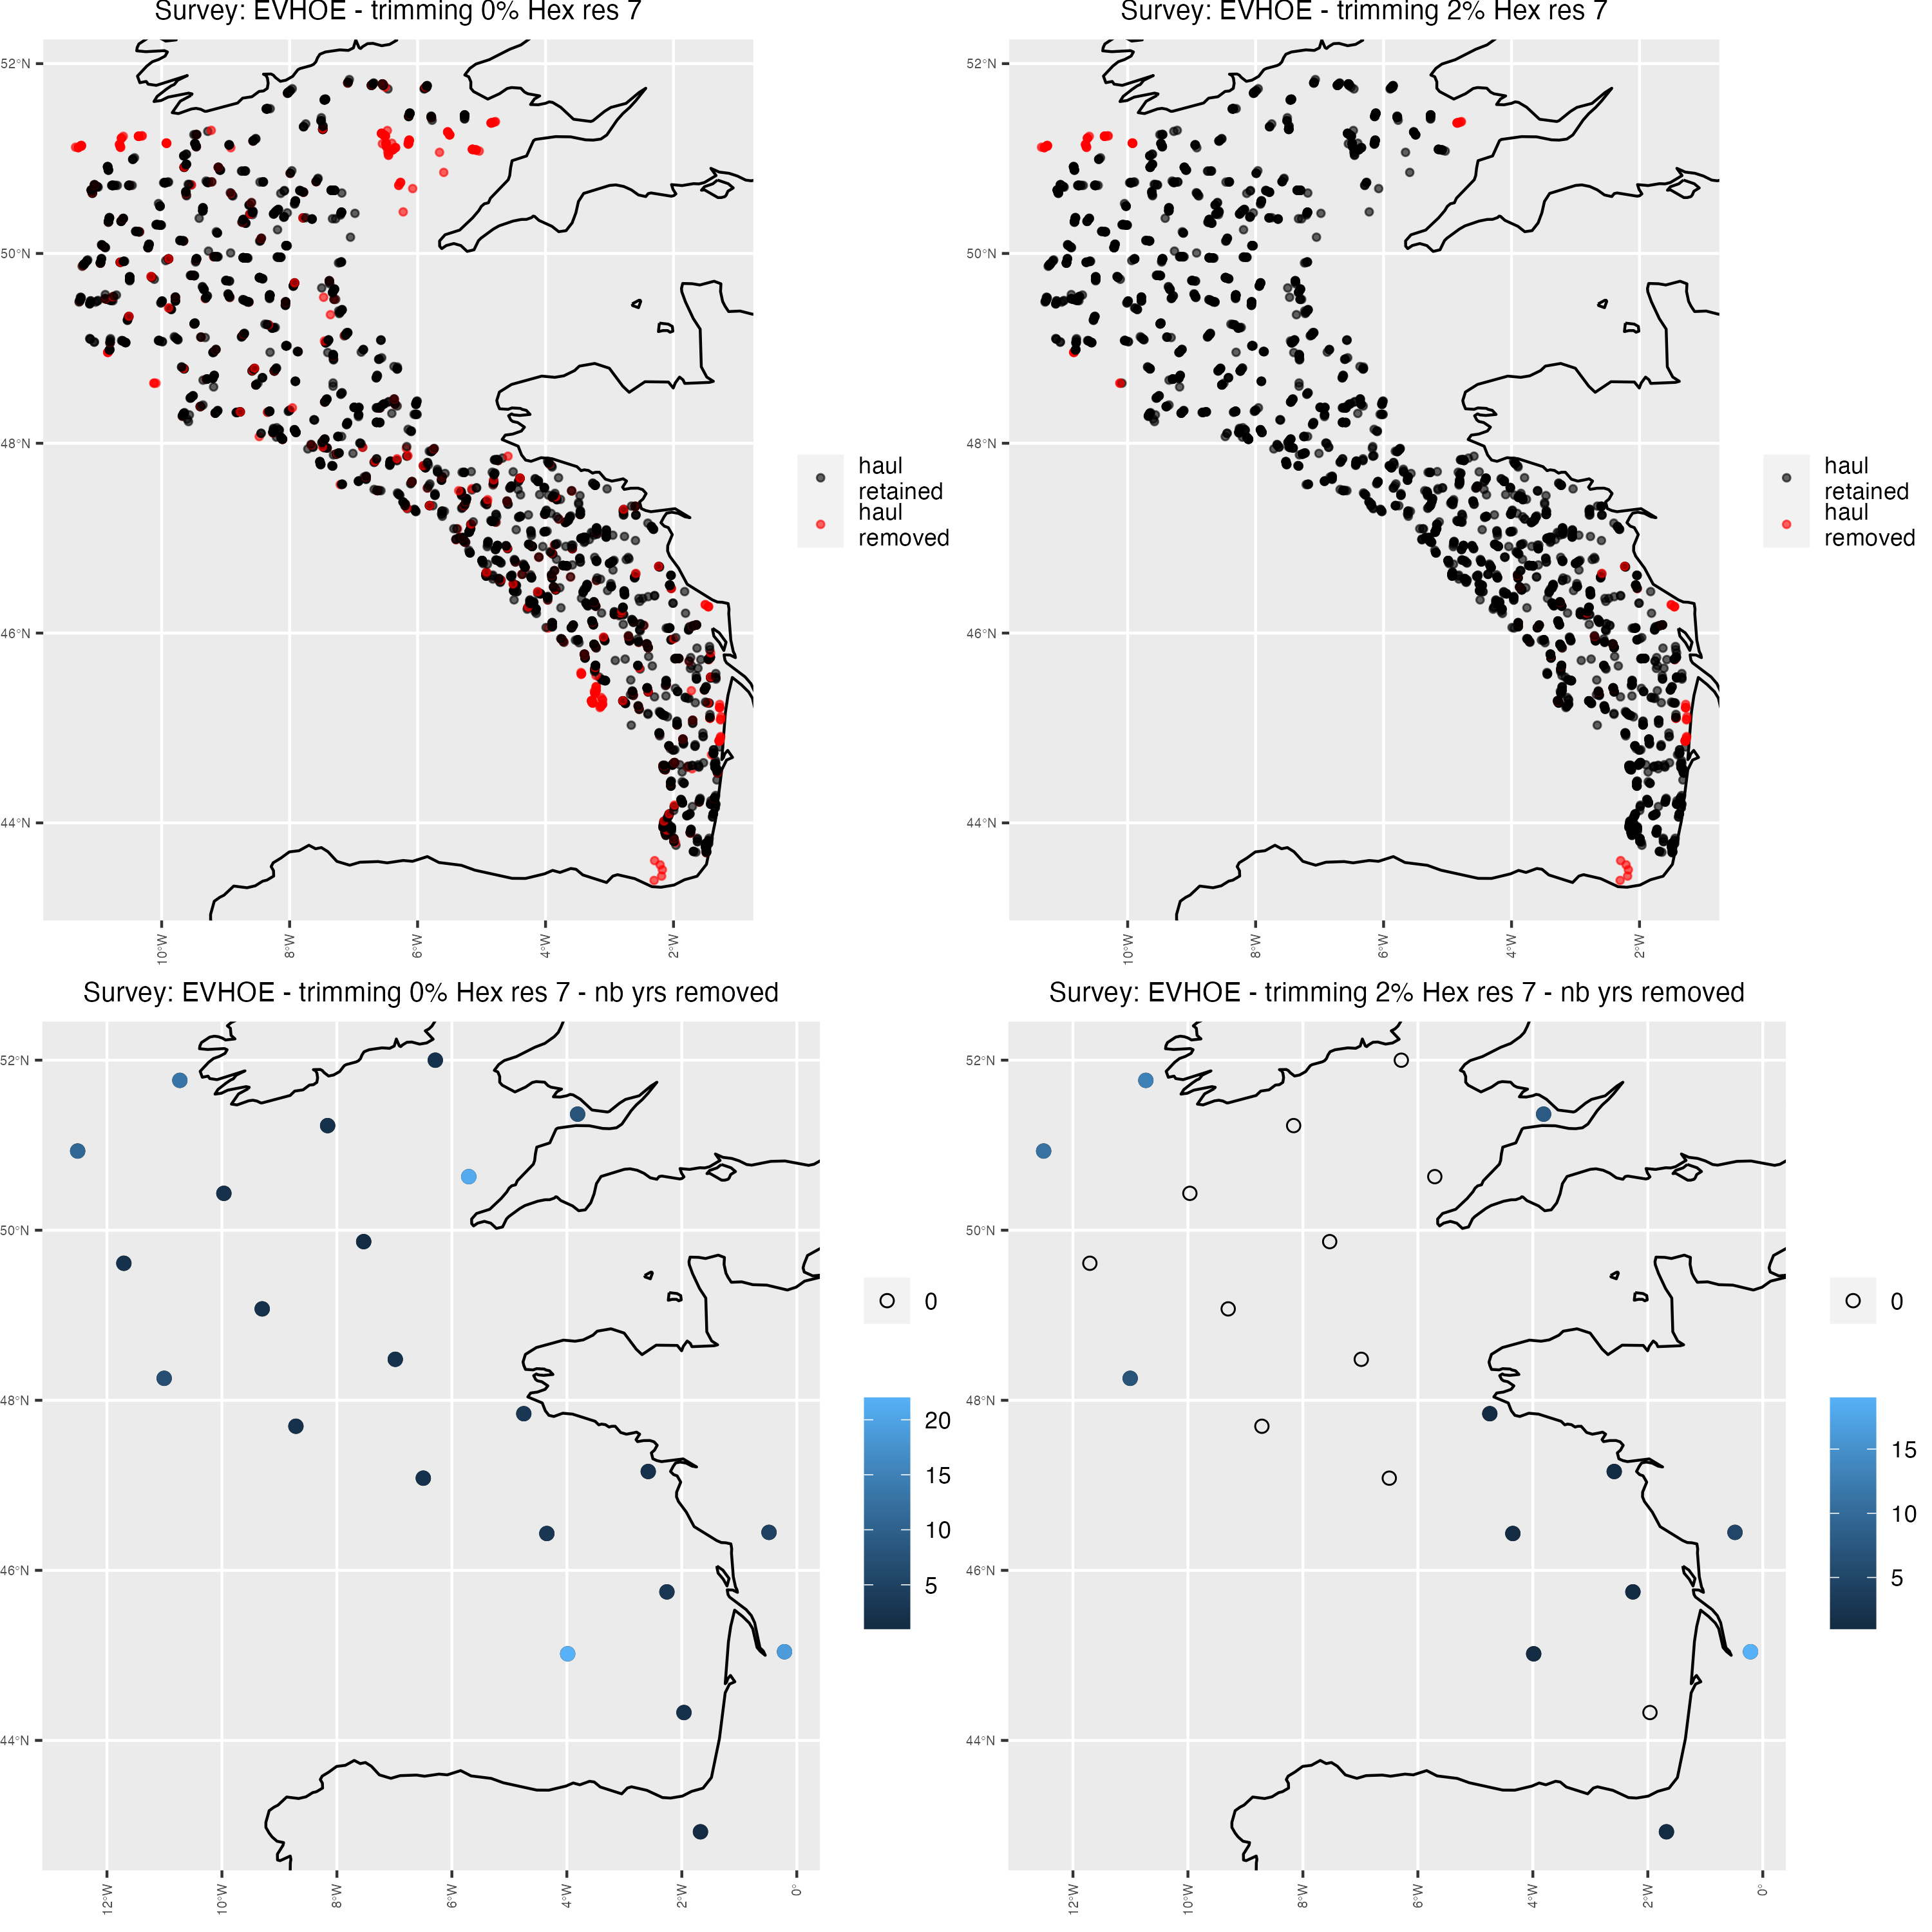 Survey: EVHOE - trimming 0% Hex res 7
52°N
50°N
48°N
46°N
44°N
10°W
8°W
6°W
4°W
2°W
haul
retained
haul
removed
Survey: EVHOE - trimming 2% Hex res 7
52°N
50°N
48°N
46°N
44°N
10°W
8°W
6°W
4°W
2°W
haul
retained
haul
removed
Survey: EVHOE - trimming 0% Hex res 7 - nb yrs removed
52°N
50°N
48°N
46°N
44°N
12°W
10°W
8°W
6°W
4°W
2°W
0°
0
20
15
10
5
Survey: EVHOE - trimming 2% Hex res 7 - nb yrs removed
52°N
50°N
48°N
46°N
44°N
12°W
10°W
8°W
6°W
4°W
2°W
0°
0
15
10
5